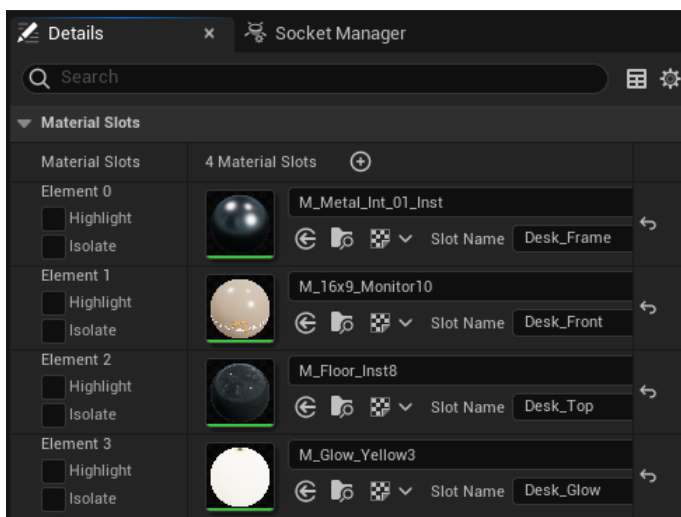 Details
Socket Manager
Search
Material Slots
Material Slots 4 Material Slots
Element 0
Highlight
Isolate
M_Metal_Int_01_Inst
Slot Name Desk_Frame
Element 1
Highlight
Isolate
M_16x9_Monitor10
Slot Name Desk_Front
Element 2
Highlight
Isolate
M_Floor_Inst8
Slot Name Desk_Top
Element 3
Highlight
Isolate
M_Glow_Yellow3
Slot Name Desk_Glow